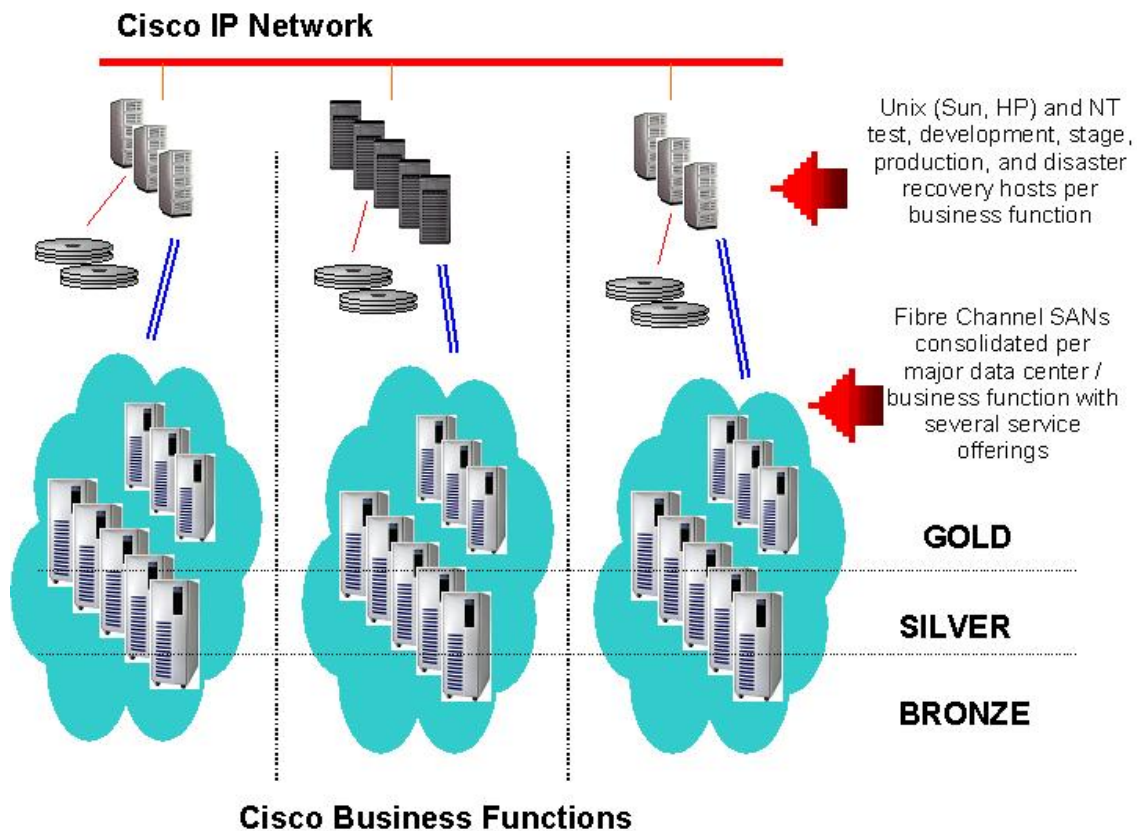 Cisco IP Network
Unix (Sun, HP) and NT
test, development, stage,
production, and disaster
recovery hosts per
business function
Fibre Channel SANs
consolidated per
major data center /
business function with
several service
offerings
GOLD
SILVER
BRONZE
Cisco Business Functions